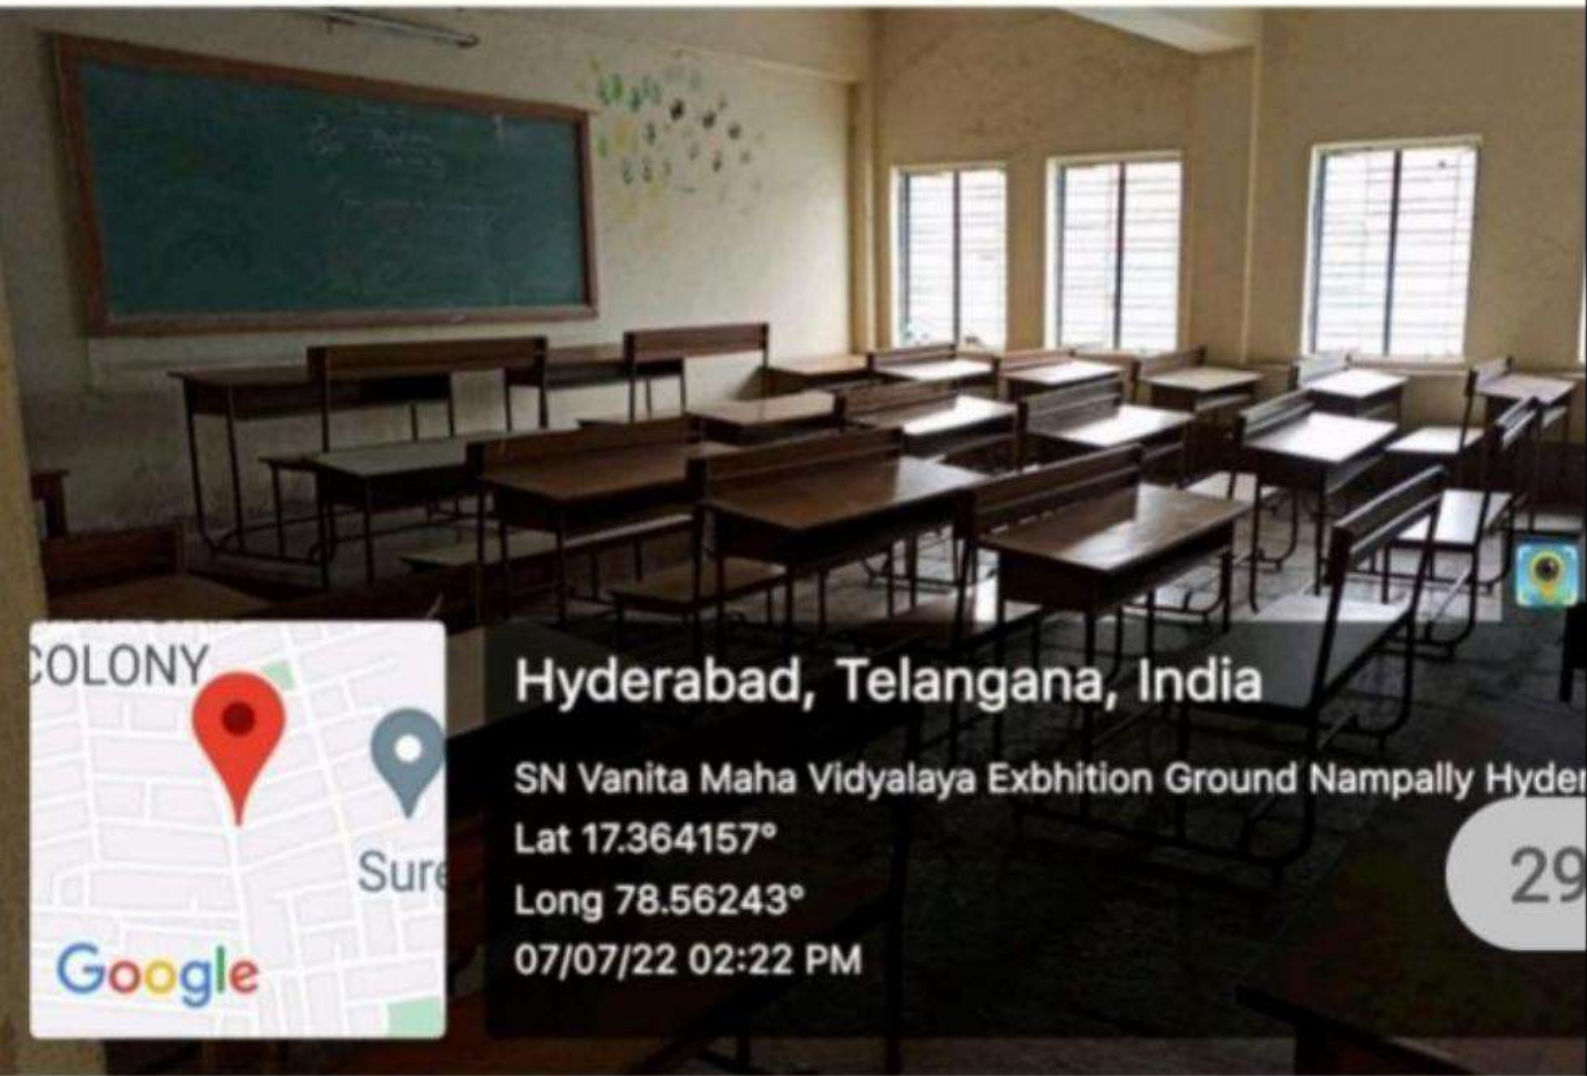 COLONY
Sure
Google
Hyderabad, Telangana, India
SN Vanita Maha Vidyalaya Exbhition Ground Nampally Hyder
Lat 17.364157°
Long 78.56243°
07/07/22 02:22 PM
29